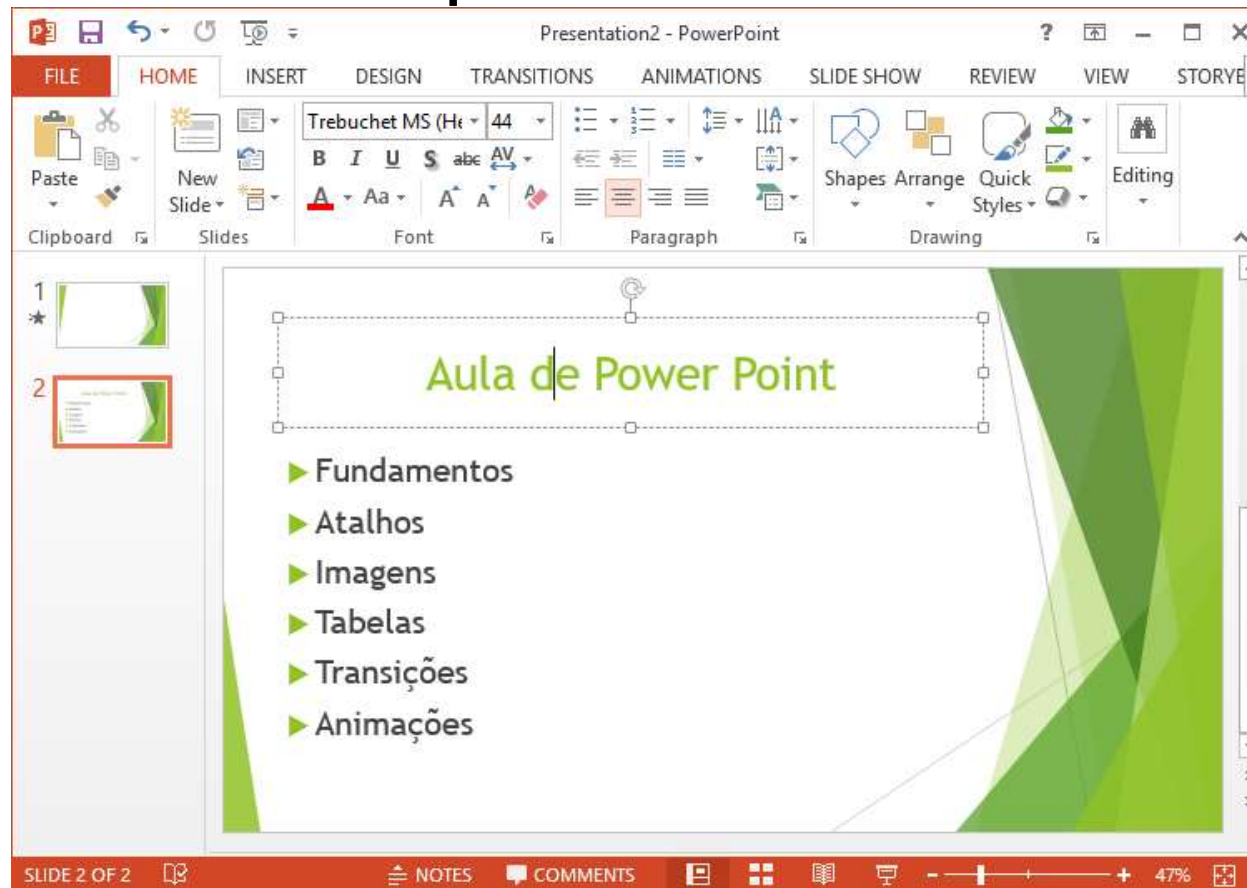 Presentation2 - PowerPoint
FILE HOME INSERT DESIGN TRANSITIONS ANIMATIONS SLIDE SHOW REVIEW VIEW STORYE
Trebuchet MS (He 44
Paste New Slide Shapes Arrange Quick Styles Editing
Clipboard Slides Font Paragraph Drawing
1
2
Aula de Power Point
Fundamentos
Atalhos
Imagens
Tabelas
Transições
Animações
SLIDE 2 OF 2 NOTES COMMENTS 47%